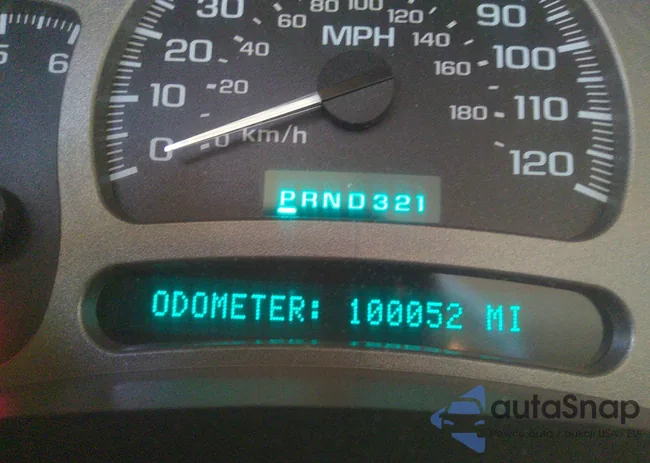 30 60 80 100 120 90
5 6 20 40 MPH 140 100
160
10 20 180 110
0 0 km/h 120
PRND321
ODOMETER: 100052 MI
autaSnap